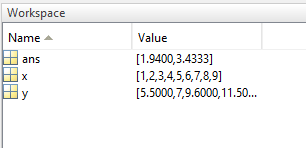 Workspace
Name Value
ans [1.9400,3.4333]
x [1,2,3,4,5,6,7,8,9]
y [5.5000,7,9.6000,11.50...